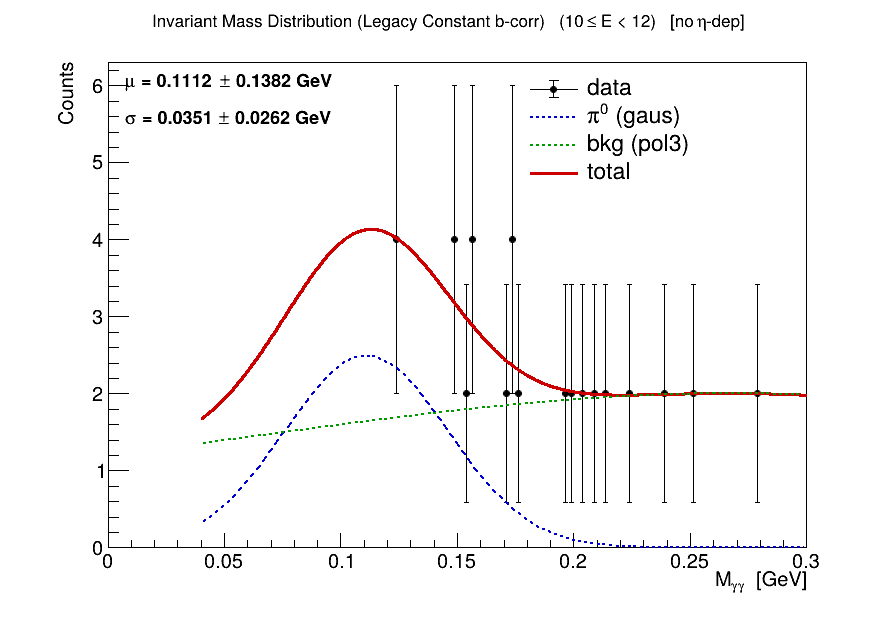 Invariant Mass Distribution (Legacy Constant b-corr)   (10 ≤ E < 12)   [no η-dep]
Counts
μ = 0.1112 ± 0.1382 GeV
σ = 0.0351 ± 0.0262 GeV
data
π⁰ (gaus)
bkg (pol3)
total
6
5
4
3
2
1
0
0 0.05 0.1 0.15 0.2 0.25 0.3
M_γγ [GeV]